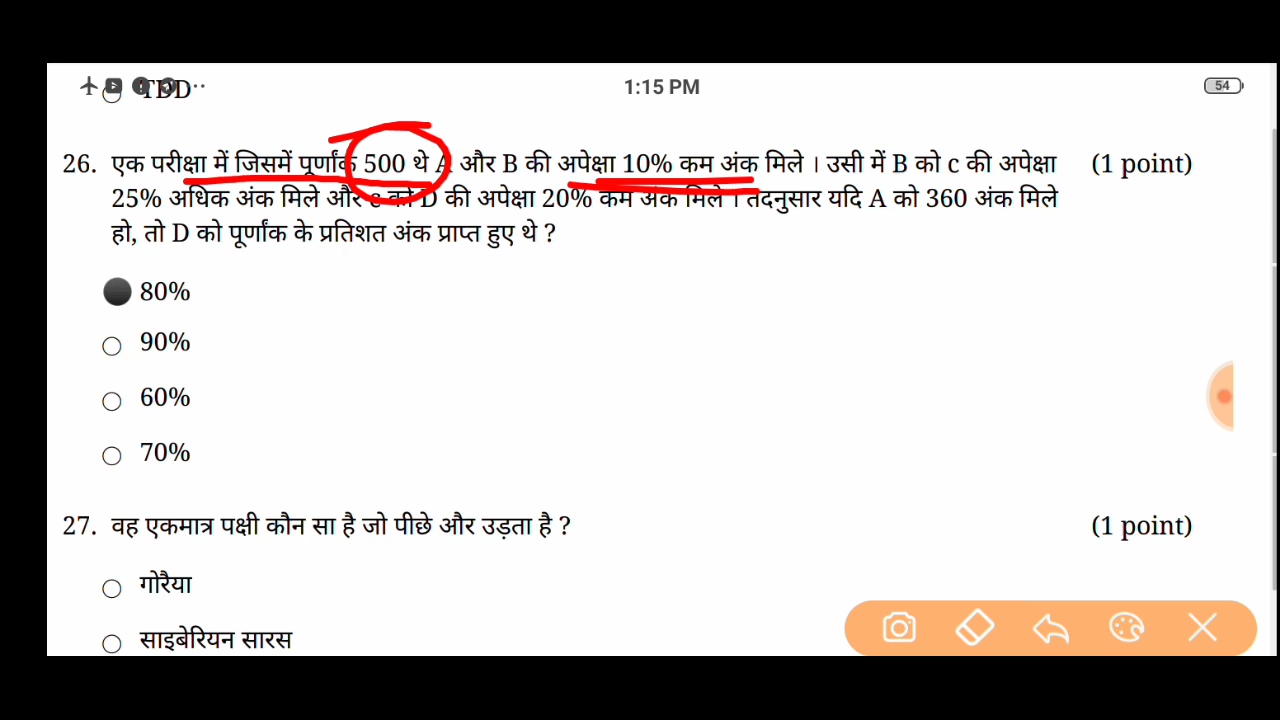 TDD
1:15 PM
54
26. एक परीक्षा में जिसमें पूर्णांक 500 थे A और B की अपेक्षा 10% कम अंक मिले । उसी में B को c की अपेक्षा (1 point)
25% अधिक अंक मिले और c को D की अपेक्षा 20% कम अंक मिले । तदनुसार यदि A को 360 अंक मिले
हो, तो D को पूर्णांक के प्रतिशत अंक प्राप्त हुए थे ?
80%
90%
60%
70%
27. वह एकमात्र पक्षी कौन सा है जो पीछे और उड़ता है ? (1 point)
गोरैया
साइबेरियन सारस